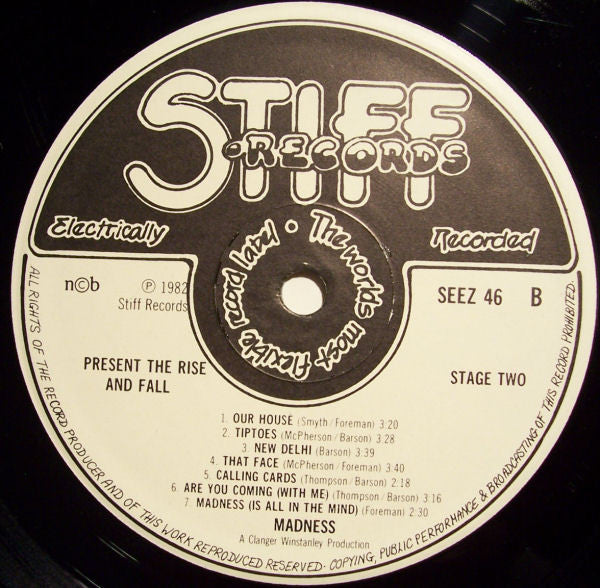 STIFF
RECORDS
Electrically
Recorded
The worlds most flexible record label
n©b
℗ 1982
Stiff Records
SEEZ 46 B
PRESENT THE RISE
AND FALL
STAGE TWO
1. OUR HOUSE (Smyth/Foreman) 3:20
2. TIPTOES (McPherson/Barson) 3:28
3. NEW DELHI (Barson) 3:39
4. THAT FACE (McPherson/Foreman) 3:40
5. CALLING CARDS (Thompson/Barson) 2:18
6. ARE YOU COMING (WITH ME) (Thompson/Barson) 3:16
7. MADNESS (IS ALL IN THE MIND) (Foreman) 2:30
MADNESS
A Clanger Winstanley Production
ALL RIGHTS OF THE RECORD PRODUCER AND OF THIS WORK REPRODUCED RESERVED - COPYING, PUBLIC PERFORMANCE & BROADCASTING OF THIS RECORD PROHIBITED.